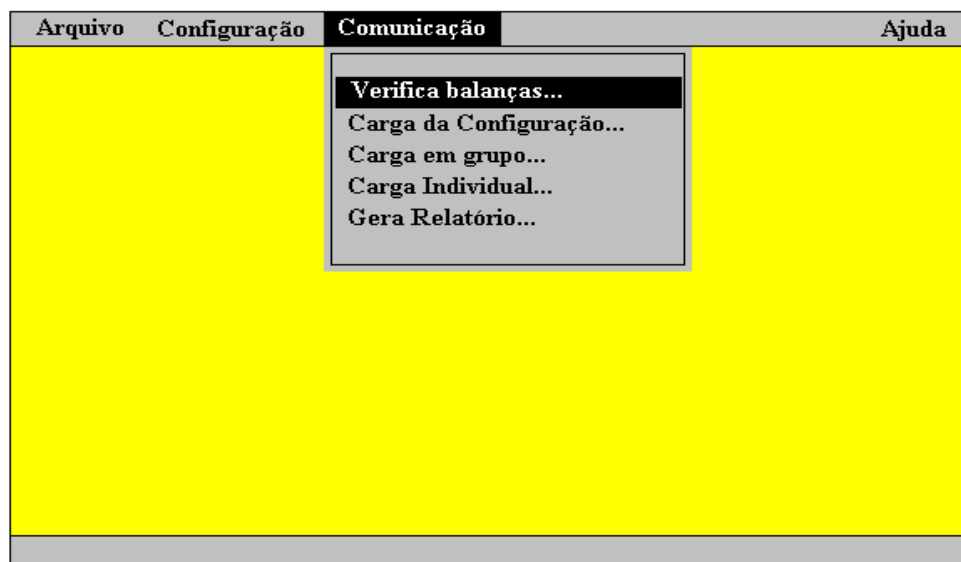 Arquivo Configuração Comunicação Ajuda
Verifica balanças...
Carga da Configuração...
Carga em grupo...
Carga Individual...
Gera Relatório...